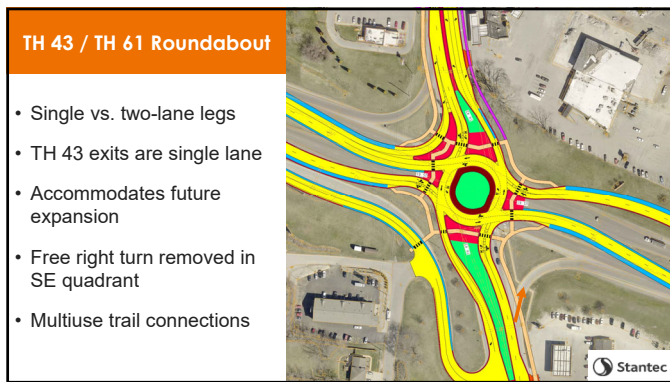 TH 43 / TH 61 Roundabout
• Single vs. two-lane legs
• TH 43 exits are single lane
• Accommodates future
expansion
• Free right turn removed in
SE quadrant
• Multiuse trail connections
Stantec